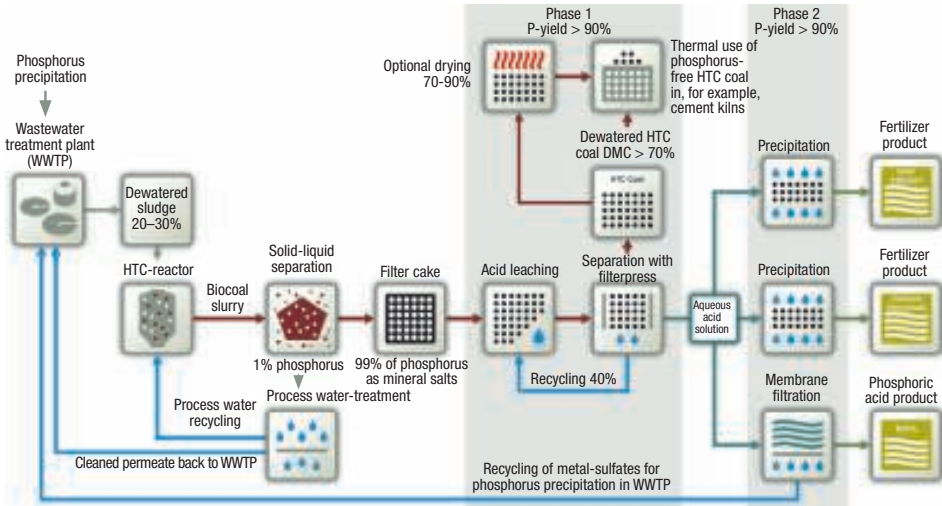 Phosphorus
precipitation
Wastewater
treatment plant
(WWTP)
Dewatered
sludge
20–30%
HTC-reactor
Biocoal
slurry
Solid-liquid
separation
1% phosphorus
Process water-treatment
Process water
recycling
Cleaned permeate back to WWTP
Filter cake
99% of phosphorus
as mineral salts
Phase 1
P-yield > 90%
Optional drying
70-90%
Thermal use of
phosphorus-
free HTC coal
in, for example,
cement kilns
Dewatered HTC
coal DMC > 70%
HTC Coal
Acid leaching
Separation with
filterpress
Recycling 40%
Aqueous
acid
solution
Phase 2
P-yield > 90%
Precipitation
Fertilizer
product
Precipitation
Fertilizer
product
Membrane
filtration
Phosphoric
acid product
Recycling of metal-sulfates for
phosphorus precipitation in WWTP